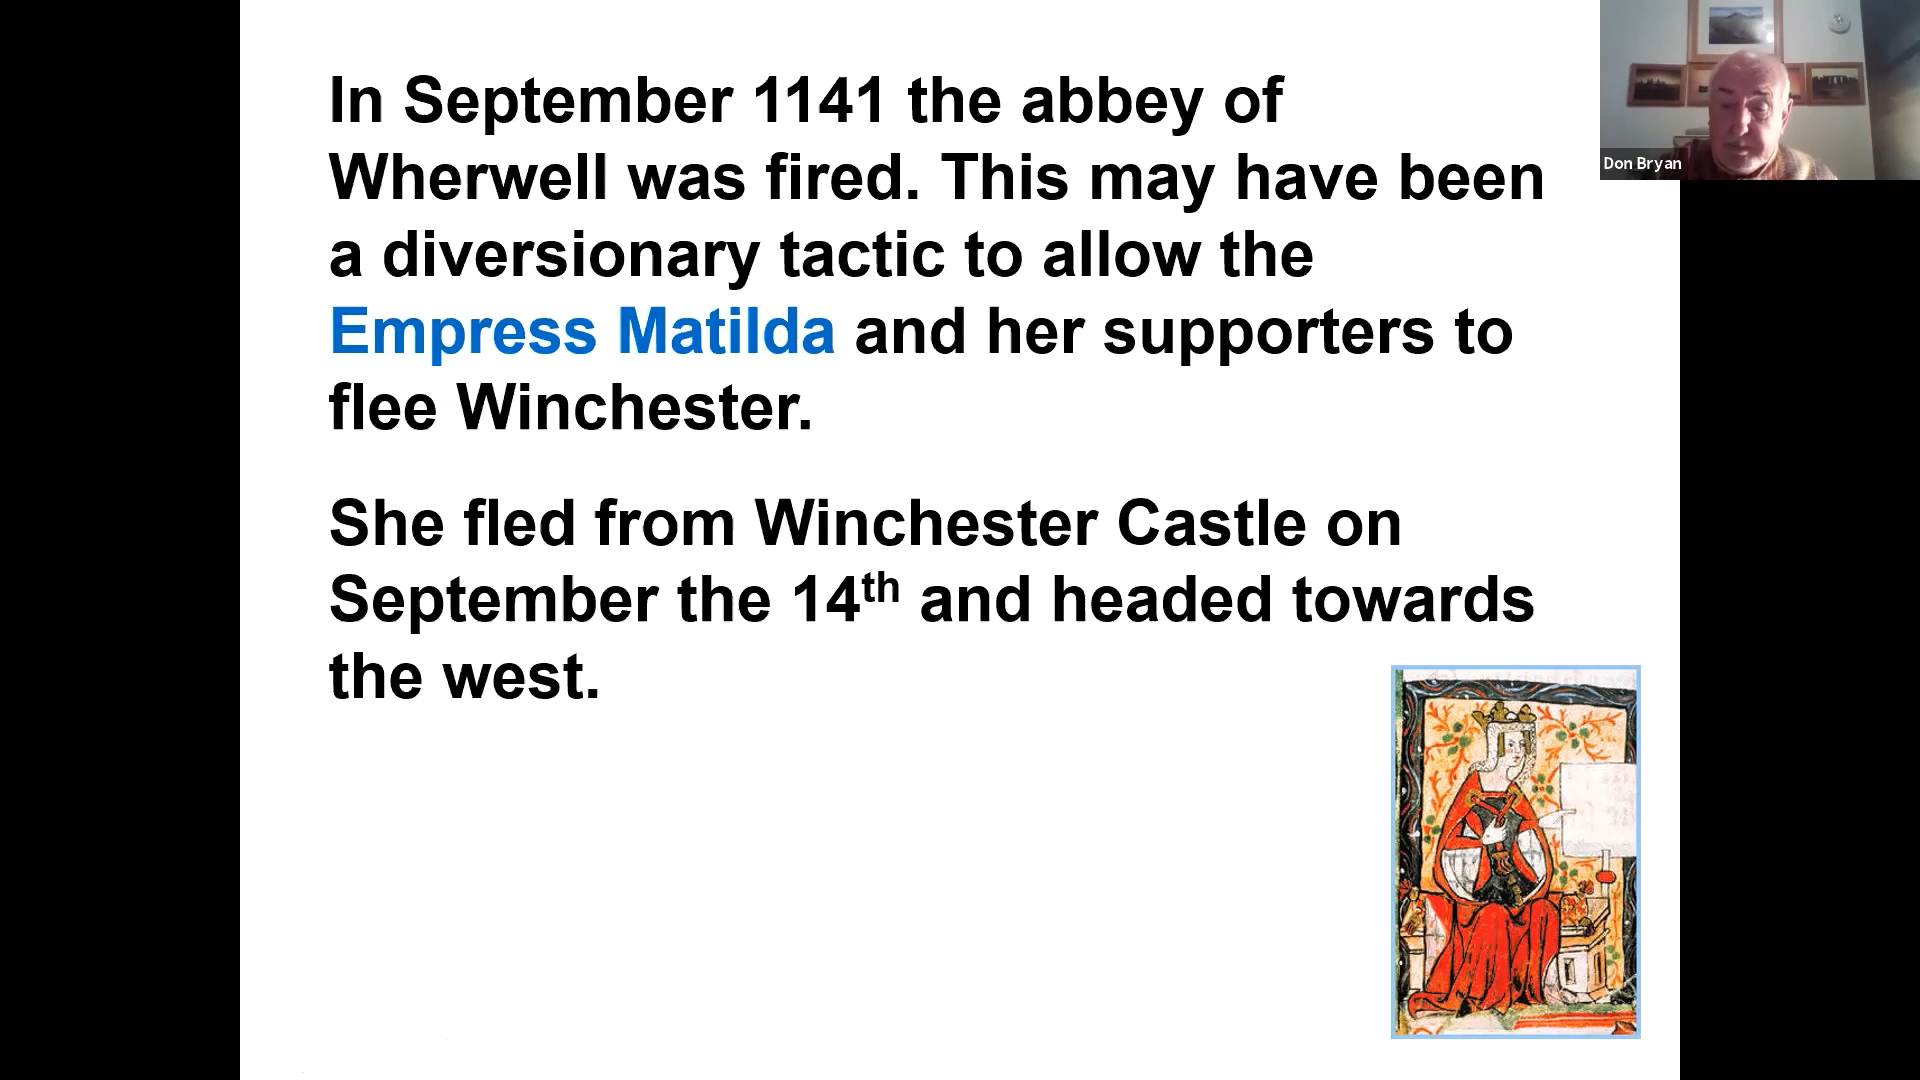 In September 1141 the abbey of
Wherwell was fired. This may have been
a diversionary tactic to allow the
Empress Matilda and her supporters to
flee Winchester.
She fled from Winchester Castle on
September the 14th and headed towards
the west.
Don Bryan